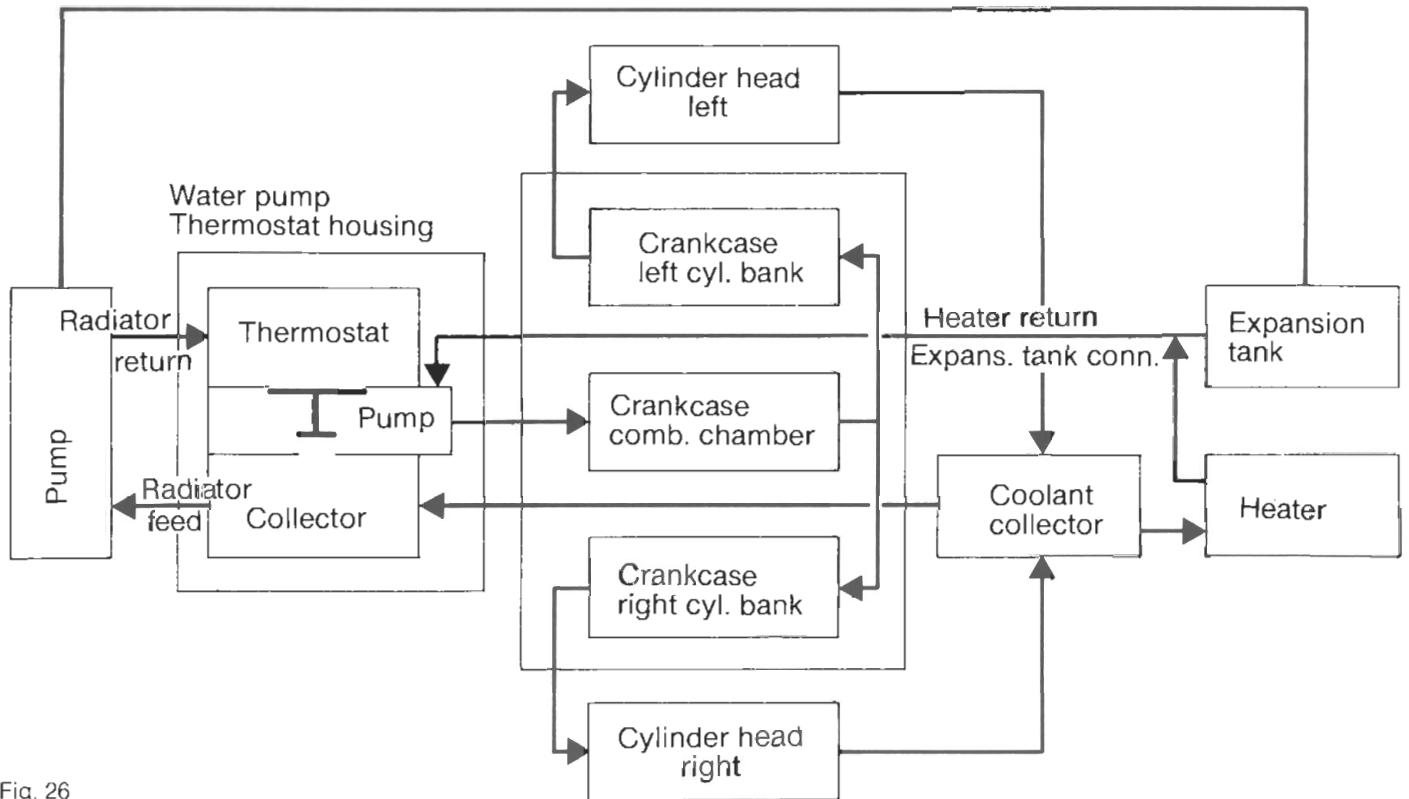 Cylinder head
left
Water pump
Thermostat housing
Crankcase
left cyl. bank
Radiator
return
Thermostat
Heater return
Expans. tank conn.
Expansion
tank
Pump
Pump
Crankcase
comb. chamber
Radiator
feed
Collector
Coolant
collector
Heater
Crankcase
right cyl. bank
Cylinder head
right
Fig. 26